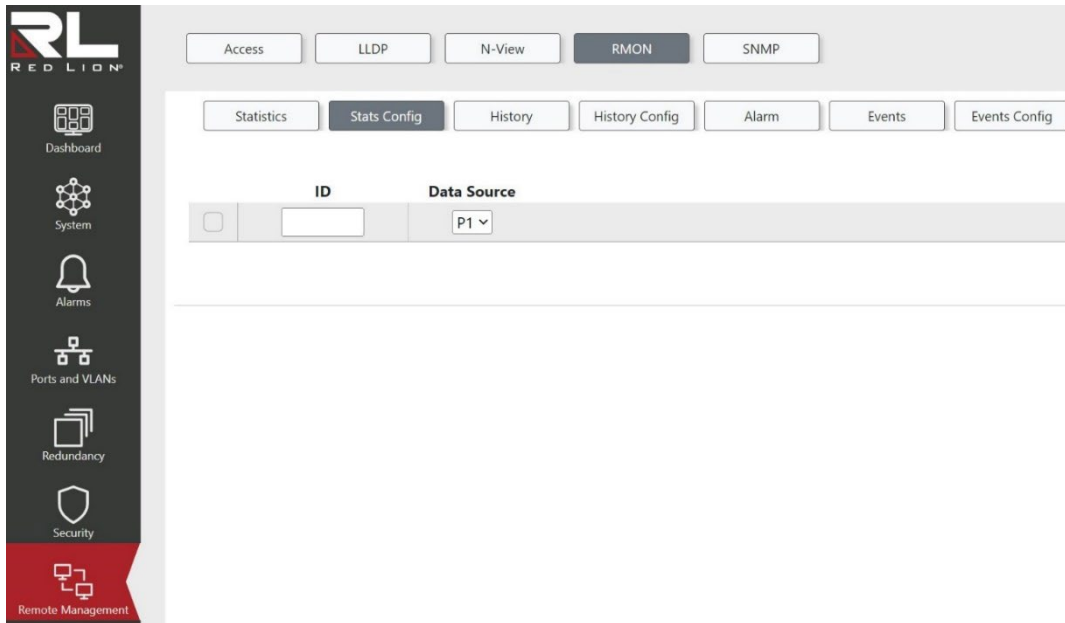 RED LION®
Dashboard
System
Alarms
Ports and VLANs
Redundancy
Security
Remote Management
Access LLDP N-View RMON SNMP
Statistics Stats Config History History Config Alarm Events Events Config
ID Data Source
P1